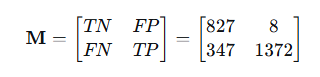 M = [TN FP] = [827 8]
[FN TP] [347 1372]